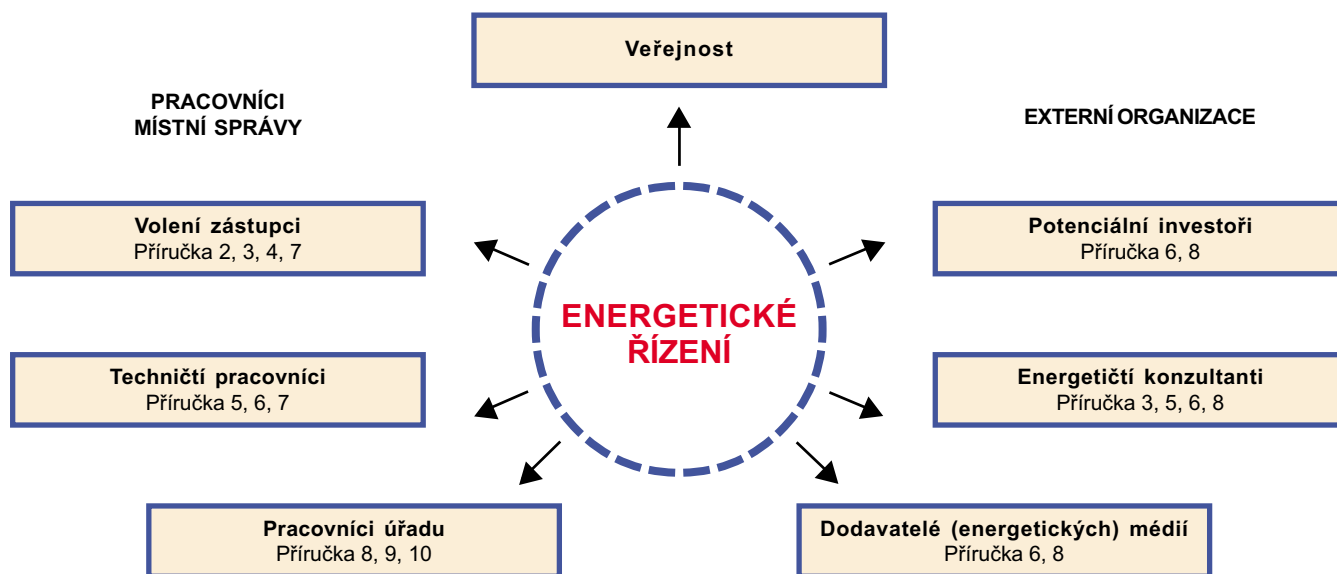 Veřejnost
PRACOVNÍCI
MÍSTNÍ SPRÁVY
EXTERNÍ ORGANIZACE
Volení zástupci
Příručka 2, 3, 4, 7
Potenciální investoři
Příručka 6, 8
ENERGETICKÉ
ŘÍZENÍ
Techničtí pracovníci
Příručka 5, 6, 7
Energetičtí konzultanti
Příručka 3, 5, 6, 8
Pracovníci úřadu
Příručka 8, 9, 10
Dodavatelé (energetických) médií
Příručka 6, 8